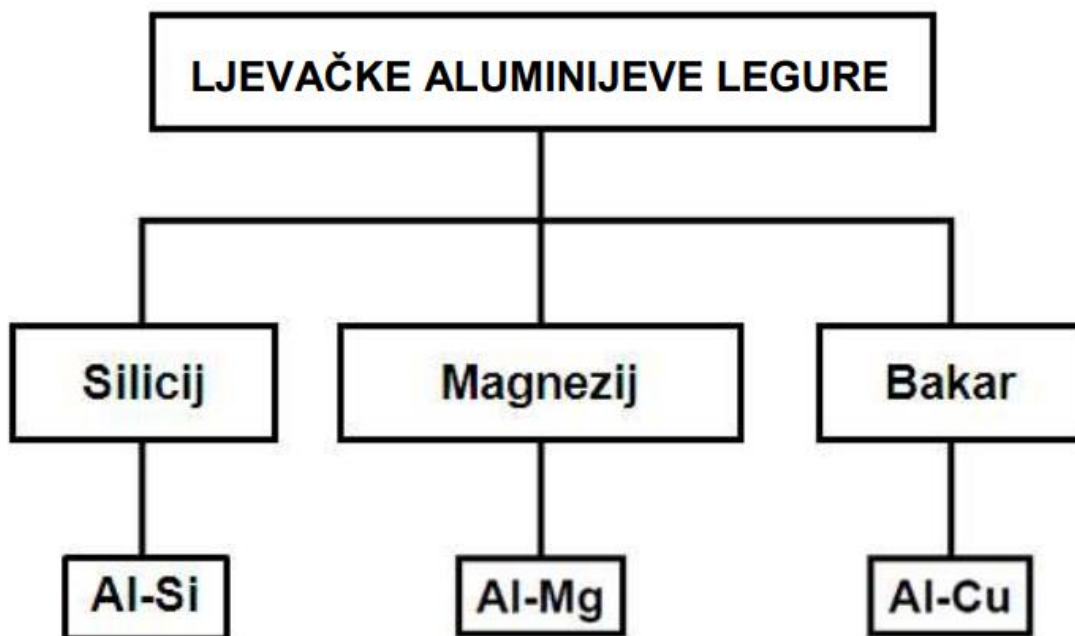 LJEVAČKE ALUMINIJEVE LEGURE
Silicij
Magnezij
Bakar
Al-Si
Al-Mg
Al-Cu